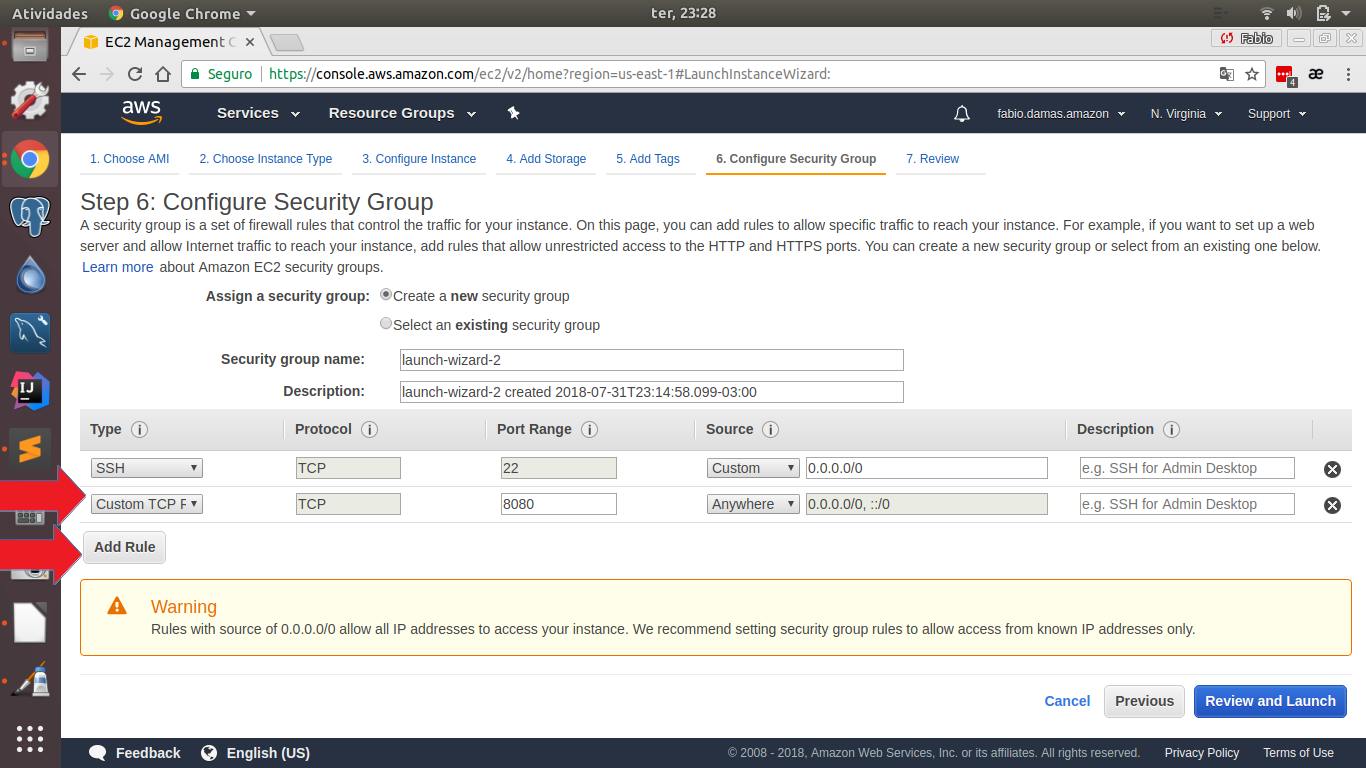 Atividades Google Chrome ter, 23:28
EC2 Management C Fabio
Seguro https://console.aws.amazon.com/ec2/v2/home?region=us-east-1#LaunchInstanceWizard: 4 æ
aws Services Resource Groups fabio.damas.amazon N. Virginia Support
1. Choose AMI 2. Choose Instance Type 3. Configure Instance 4. Add Storage 5. Add Tags 6. Configure Security Group 7. Review
Step 6: Configure Security Group
A security group is a set of firewall rules that control the traffic for your instance. On this page, you can add rules to allow specific traffic to reach your instance. For example, if you want to set up a web
server and allow Internet traffic to reach your instance, add rules that allow unrestricted access to the HTTP and HTTPS ports. You can create a new security group or select from an existing one below.
Learn more about Amazon EC2 security groups.
Assign a security group: Create a new security group
Select an existing security group
Security group name: launch-wizard-2
Description: launch-wizard-2 created 2018-07-31T23:14:58.099-03:00
Type i Protocol i Port Range i Source i Description i
SSH TCP 22 Custom 0.0.0.0/0 e.g. SSH for Admin Desktop
Custom TCP F TCP 8080 Anywhere 0.0.0.0/0, ::/0 e.g. SSH for Admin Desktop
Add Rule
Warning
Rules with source of 0.0.0.0/0 allow all IP addresses to access your instance. We recommend setting security group rules to allow access from known IP addresses only.
Cancel Previous Review and Launch
Feedback English (US) © 2008 - 2018, Amazon Web Services, Inc. or its affiliates. All rights reserved. Privacy Policy Terms of Use
IJ